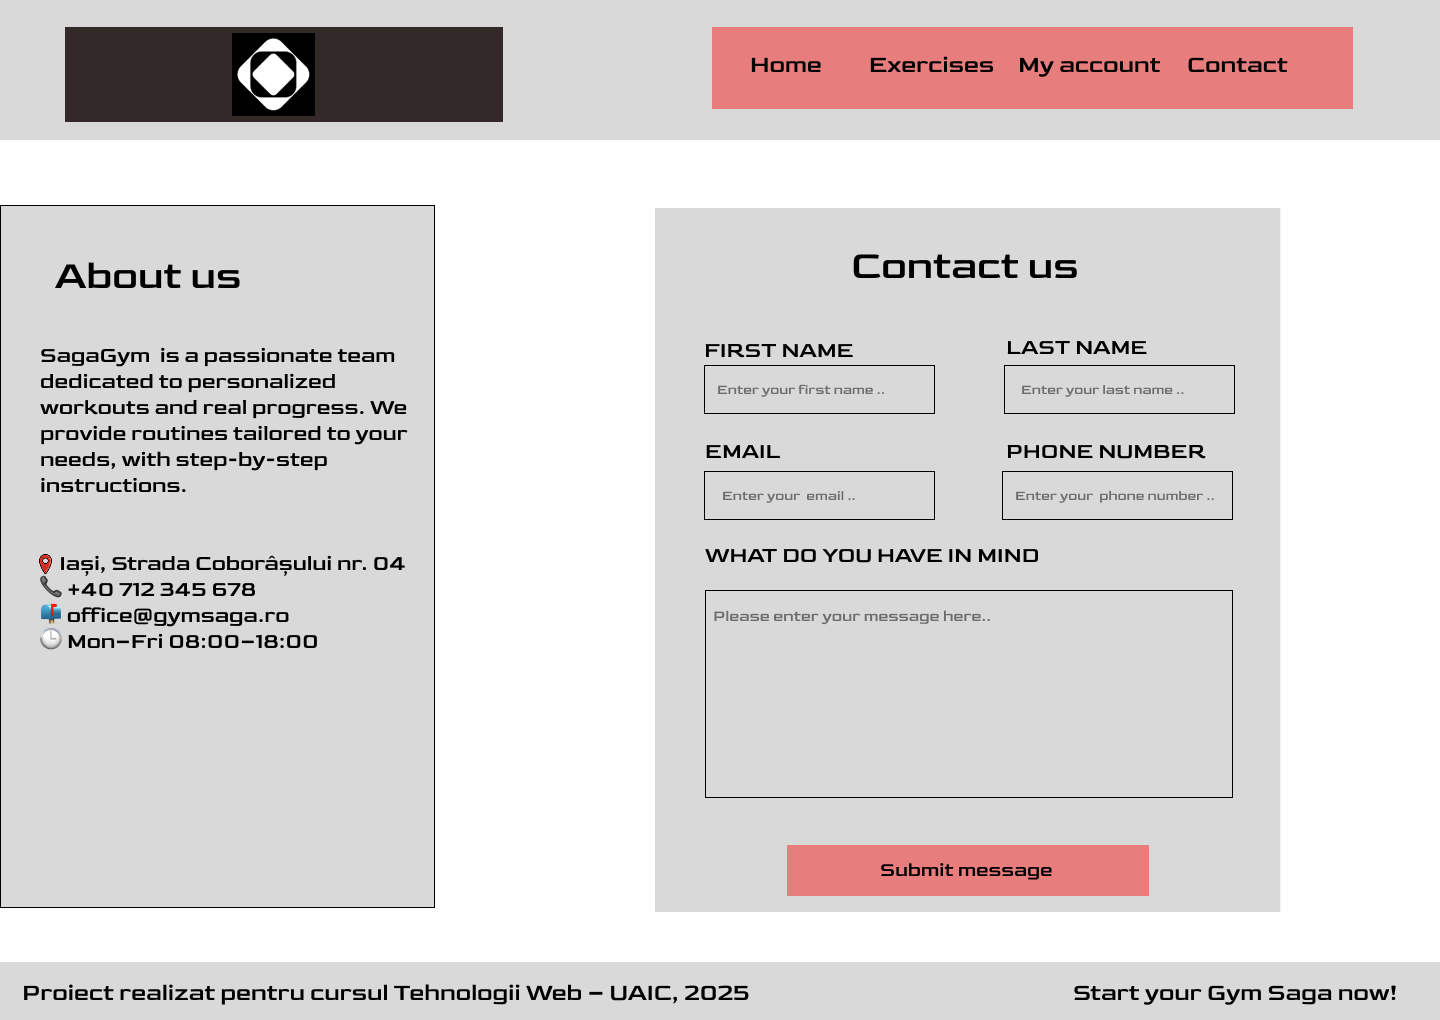 Home Exercises My account Contact
About us
SagaGym  is a passionate team
dedicated to personalized
workouts and real progress. We
provide routines tailored to your
needs, with step-by-step
instructions.
📍 Iași, Strada Coborâșului nr. 04
📞 +40 712 345 678
📬 office@gymsaga.ro
🕒 Mon–Fri 08:00–18:00
Contact us
FIRST NAME
LAST NAME
Enter your first name ..
Enter your last name ..
EMAIL
PHONE NUMBER
Enter your  email ..
Enter your  phone number ..
WHAT DO YOU HAVE IN MIND
Please enter your message here..
Submit message
Proiect realizat pentru cursul Tehnologii Web – UAIC, 2025
Start your Gym Saga now!